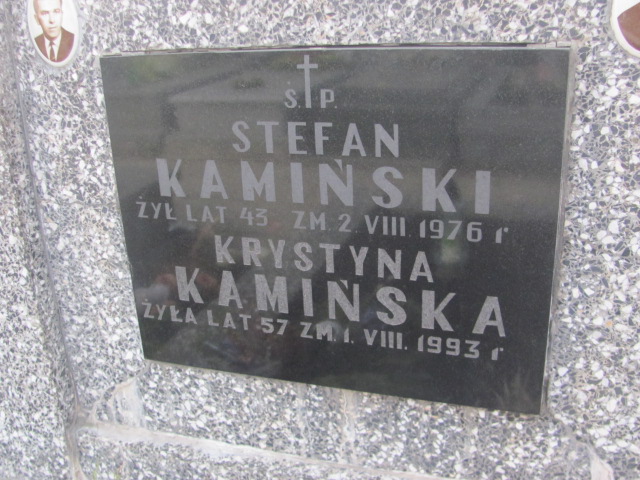 Ś.†P.
STEFAN
KAMIŃSKI
ŻYŁ LAT 43 ZM. 2. VIII 1976 r
KRYSTYNA
KAMIŃSKA
ŻYŁA LAT 57 ZM. 1. VIII. 1993 r